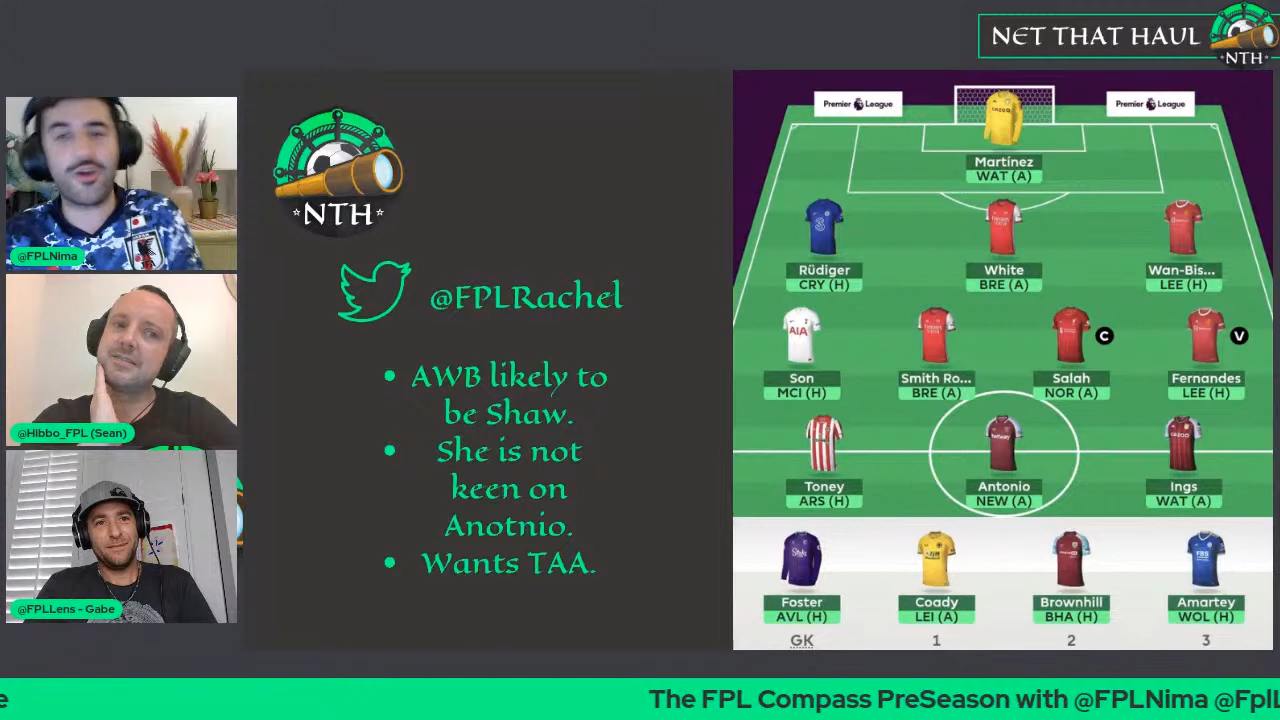 NET THAT HAUL
NTH
@FPLNima
@Hibbo_FPL (Sean)
@FPLLens - Gabe
NTH
@FPLRachel
• AWB likely to
be Shaw.
• She is not
keen on
Anotnio.
• Wants TAA.
Premier League
Premier League
Martínez
WAT (A)
Rüdiger
CRY (H)
White
BRE (A)
Wan-Bis...
LEE (H)
AIA
Son
MCI (H)
Smith Ro...
BRE (A)
C
Salah
NOR (A)
V
Fernandes
LEE (H)
Toney
ARS (H)
Antonio
NEW (A)
Ings
WAT (A)
Foster
AVL (H)
Coady
LEI (A)
Brownhill
BHA (H)
Amartey
WOL (H)
GK
1
2
3
e
The FPL Compass PreSeason with @FPLNima @FplL